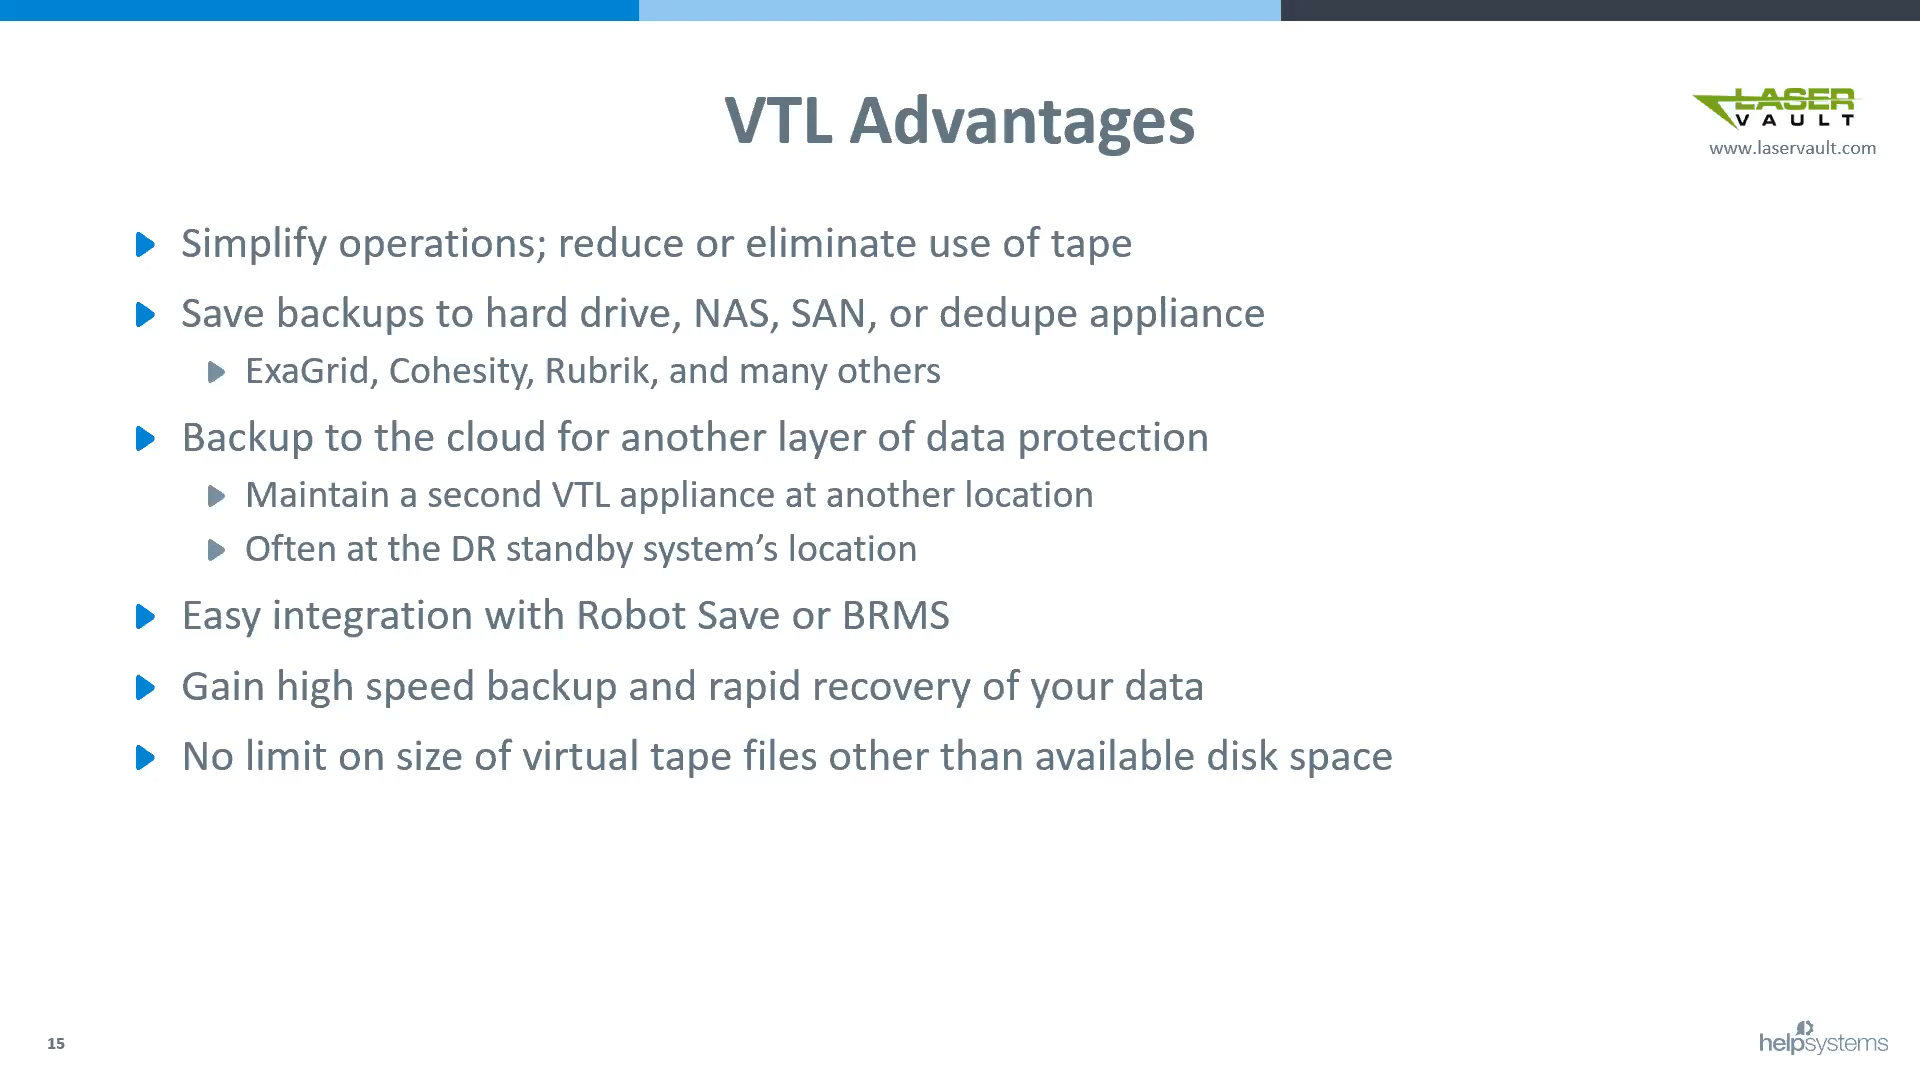 VTL Advantages
LASER
VAULT
www.laservault.com
Simplify operations; reduce or eliminate use of tape
Save backups to hard drive, NAS, SAN, or dedupe appliance
ExaGrid, Cohesity, Rubrik, and many others
Backup to the cloud for another layer of data protection
Maintain a second VTL appliance at another location
Often at the DR standby system’s location
Easy integration with Robot Save or BRMS
Gain high speed backup and rapid recovery of your data
No limit on size of virtual tape files other than available disk space
15
helpsystems